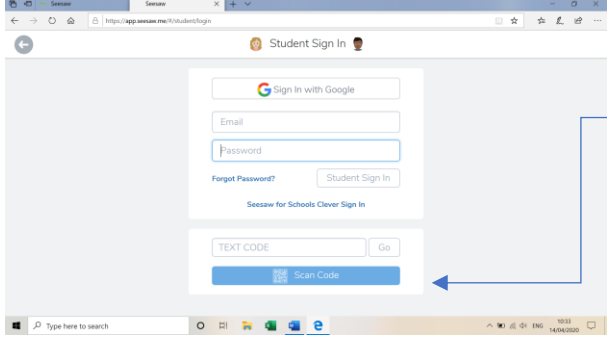 Seesaw
Seesaw
https://app.seesaw.me/#/student/login
Student Sign In
Sign In with Google
Email
Password
Forgot Password?
Student Sign In
Seesaw for Schools Clever Sign In
TEXT CODE
Go
Scan Code
Type here to search
ENG
10:33
14/04/2020